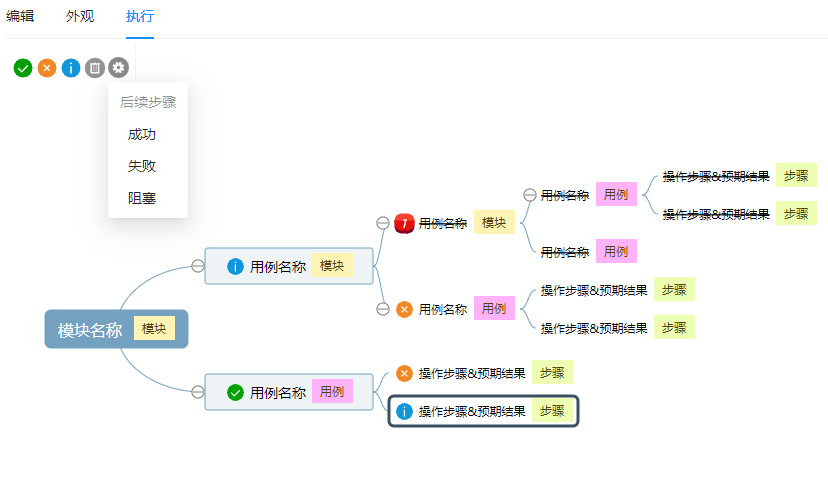 编辑 外观 执行
后续步骤
成功
失败
阻塞
操作步骤&预期结果 步骤
用例名称 用例
操作步骤&预期结果 步骤
1 用例名称 模块
用例名称 用例
用例名称 模块
操作步骤&预期结果 步骤
用例名称 用例
操作步骤&预期结果 步骤
模块名称 模块
操作步骤&预期结果 步骤
用例名称 用例
操作步骤&预期结果 步骤